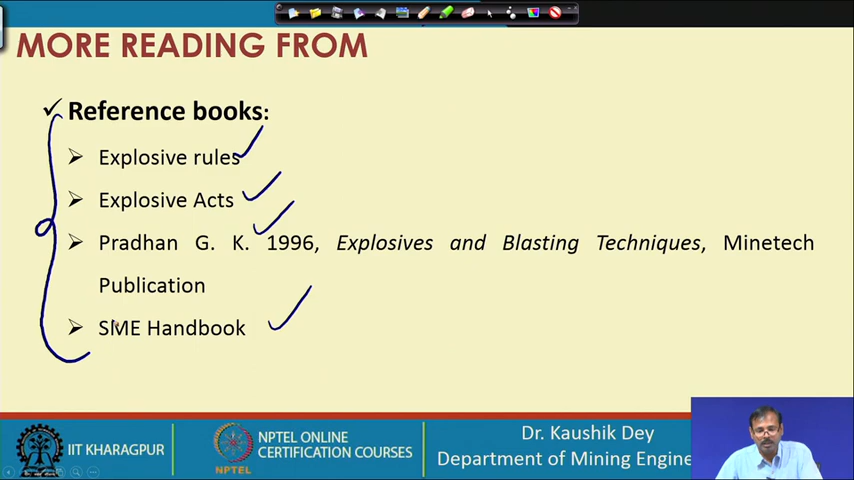 MORE READING FROM
✓ Reference books:
➢ Explosive rules
➢ Explosive Acts
➢ Pradhan G. K. 1996, Explosives and Blasting Techniques, Minetech
Publication
➢ SME Handbook
IIT KHARAGPUR
NPTEL
NPTEL ONLINE
CERTIFICATION COURSES
Dr. Kaushik Dey
Department of Mining Engine